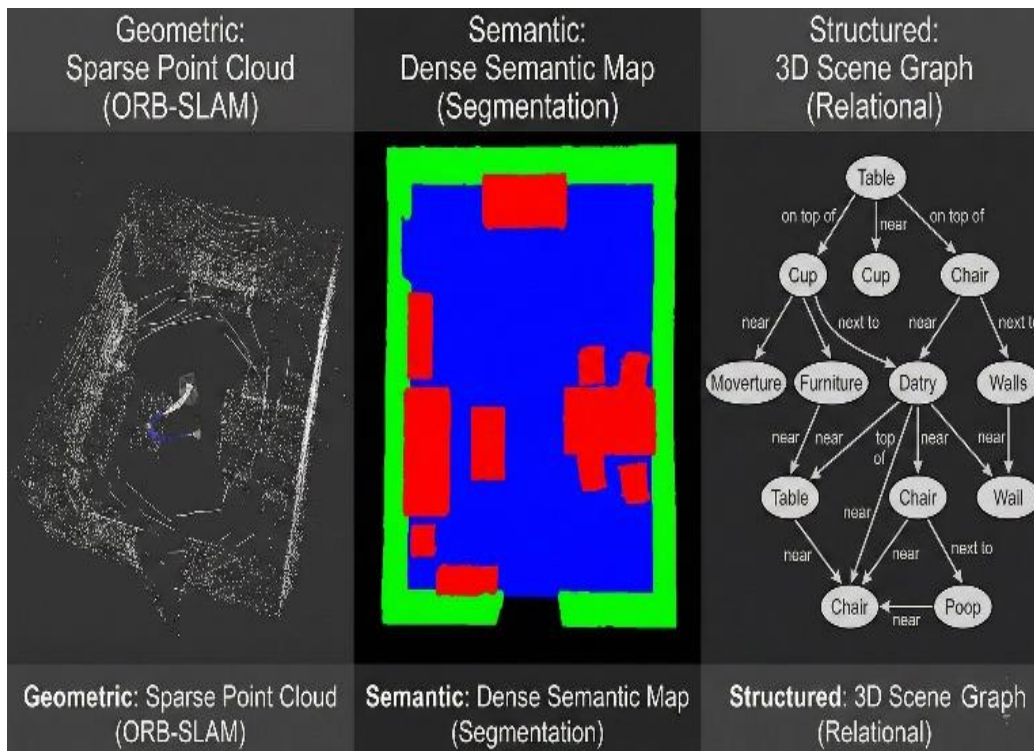 Geometric:
Sparse Point Cloud
(ORB-SLAM)
Semantic:
Dense Semantic Map
(Segmentation)
Structured:
3D Scene Graph
(Relational)
Table
on top of
near
on top of
Cup
Cup
Chair
near
next to
near
next to
Moverture
Furniture
Datry
Walls
near
near
top
of
near
near
Table
Chair
Wail
near
near
near
next to
Chair
near
Poop
Geometric: Sparse Point Cloud
(ORB-SLAM)
Semantic: Dense Semantic Map
(Segmentation)
Structured: 3D Scene Graph
(Relational)